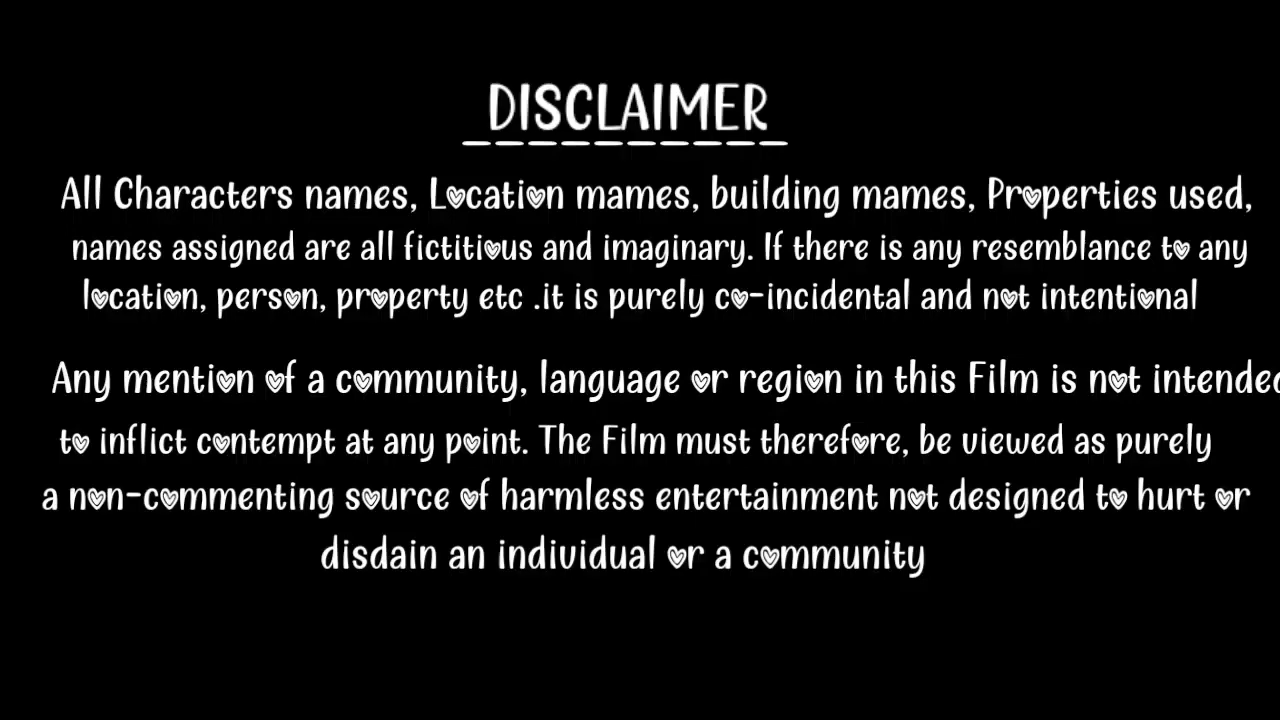 DISCLAIMER
All Characters names, Location mames, building mames, Properties used,
names assigned are all fictitious and imaginary. If there is any resemblance to any
location, person, property etc .it is purely co-incidental and not intentional
Any mention of a community, language or region in this Film is not intended
to inflict contempt at any point. The Film must therefore, be viewed as purely
a non-commenting source of harmless entertainment not designed to hurt or
disdain an individual or a community